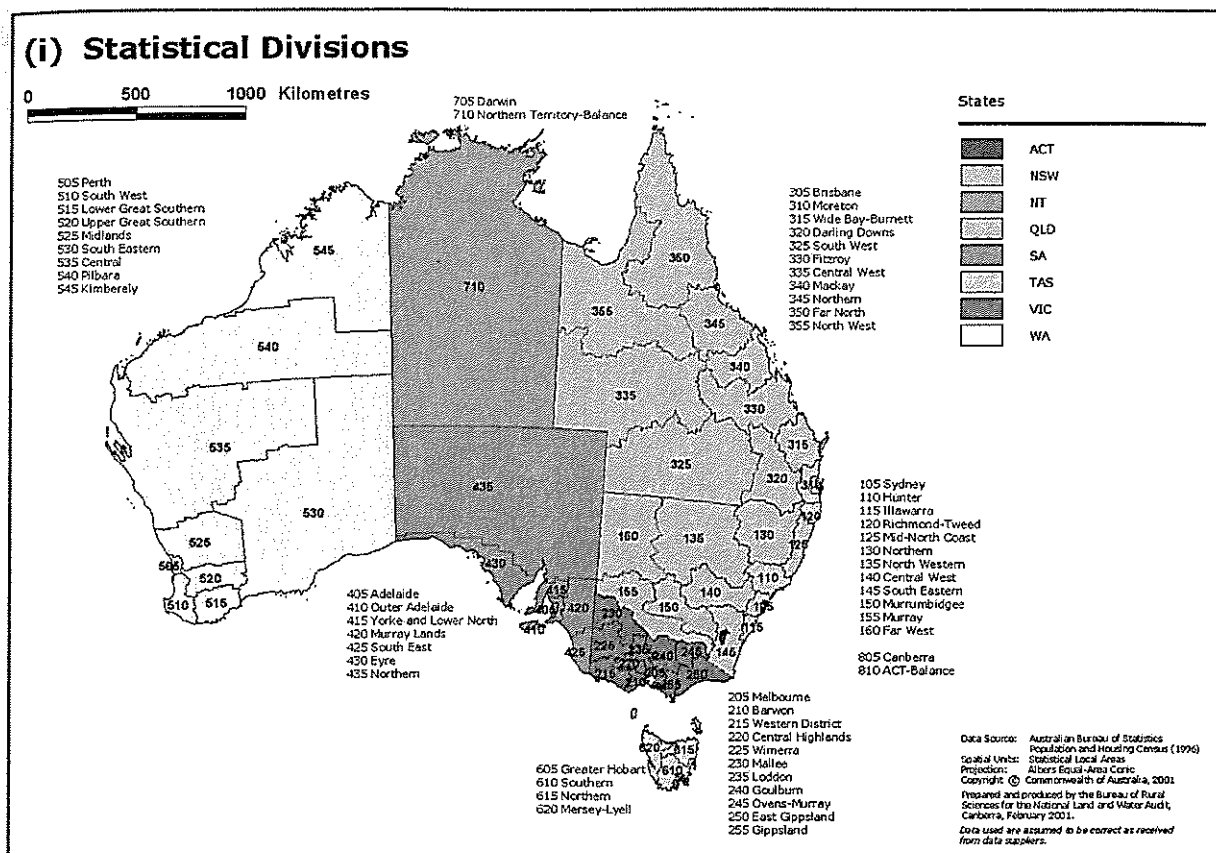 (i) Statistical Divisions
0 500 1000 Kilometres
705 Darwin
710 Northern Territory-Balance
States
ACT
NSW
NT
QLD
SA
TAS
VIC
WA
505 Perth
510 South West
515 Lower Great Southern
520 Upper Great Southern
525 Midlands
530 South Eastern
535 Central
540 Pilbara
545 Kimberely
305 Brisbane
310 Moreton
315 Wide Bay-Burnett
320 Darling Downs
325 South West
330 Fitzroy
335 Central West
340 Mackay
345 Northern
350 Far North
355 North West
545
710
350
355
345
540
340
335
330
535
315
325
320
435
530
160
135
130
125
525
520
510
515
430
415
420
110
155
150
140
115
145
410
425
230
225
240
245
215
105 Sydney
110 Hunter
115 Illawarra
120 Richmond-Tweed
125 Mid-North Coast
130 Northern
135 North Western
140 Central West
145 South Eastern
150 Murrumbidgee
155 Murray
160 Far West
805 Canberra
810 ACT-Balance
405 Adelaide
410 Outer Adelaide
415 Yorke and Lower North
420 Murray Lands
425 South East
430 Eyre
435 Northern
205 Melbourne
210 Barwon
215 Western District
220 Central Highlands
225 Wimerra
230 Mallee
235 Loddon
240 Goulburn
245 Ovens-Murray
250 East Gippsland
255 Gippsland
620
615
610
605 Greater Hobart
610 Southern
615 Northern
620 Mersey-Lyell
Data Source: Australian Bureau of Statistics
Population and Housing Census (1996)
Spatial Units: Statistical Local Areas
Projection: Albers Equal-Area Conic
Copyright © Commonwealth of Australia, 2001
Prepared and produced by the Bureau of Rural
Sciences for the National Land and Water Audit,
Canberra, February 2001.
Data used are assumed to be correct as received
from data suppliers.